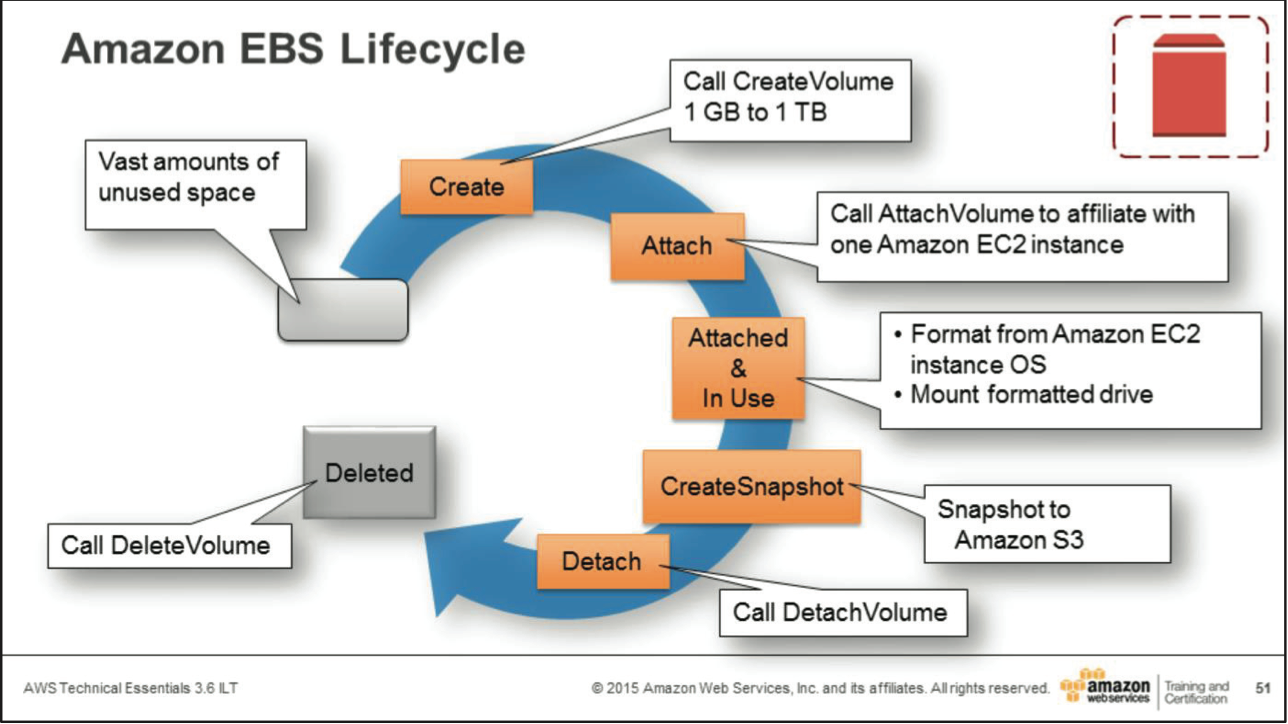 Amazon EBS Lifecycle
Call CreateVolume
1 GB to 1 TB
Vast amounts of
unused space
Create
Call AttachVolume to affiliate with
one Amazon EC2 instance
Attach
Attached
&
In Use
• Format from Amazon EC2
instance OS
• Mount formatted drive
CreateSnapshot
Snapshot to
Amazon S3
Deleted
Call DeleteVolume
Detach
Call DetachVolume
AWS Technical Essentials 3.6 ILT
© 2015 Amazon Web Services, Inc. and its affiliates. All rights reserved.
amazon
web services
Training and
Certification
51